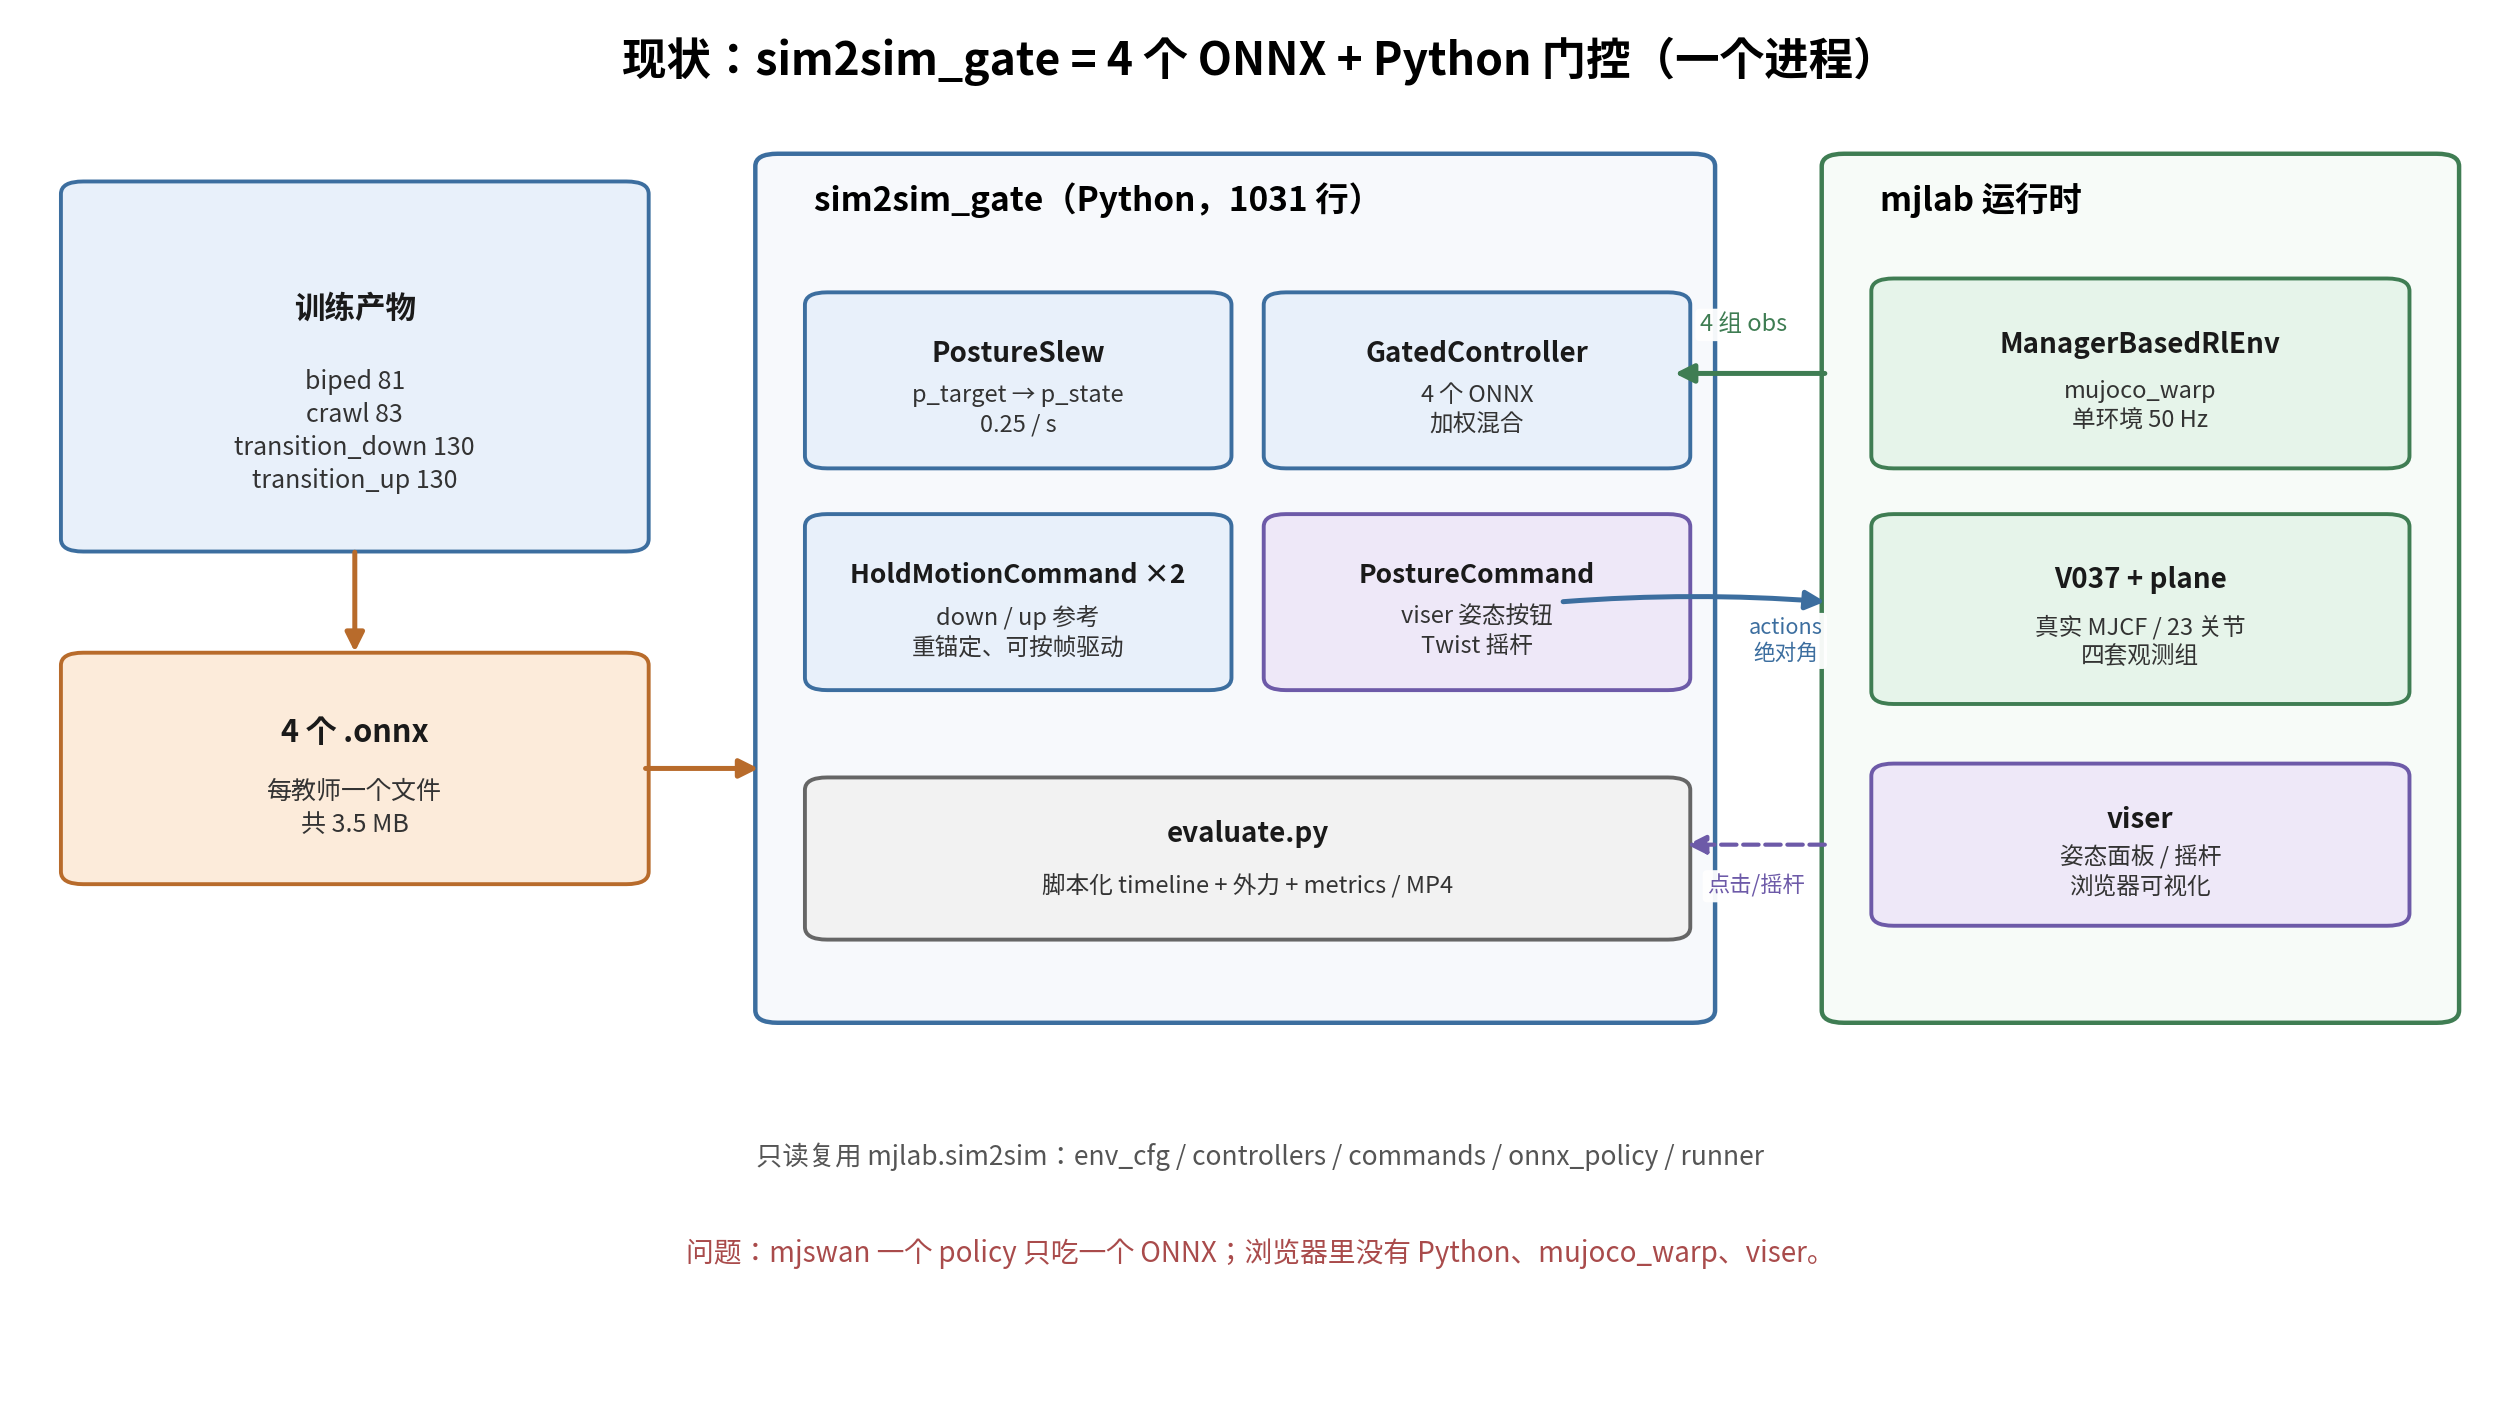 现状：sim2sim_gate = 4 个 ONNX + Python 门控（一个进程）
训练产物
biped 81
crawl 83
transition_down 130
transition_up 130
4 个 .onnx
每教师一个文件
共 3.5 MB
sim2sim_gate（Python，1031 行）
PostureSlew
p_target → p_state
0.25 / s
GatedController
4 个 ONNX
加权混合
HoldMotionCommand ×2
down / up 参考
重锚定、可按帧驱动
PostureCommand
viser 姿态按钮
Twist 摇杆
evaluate.py
脚本化 timeline + 外力 + metrics / MP4
4 组 obs
actions
绝对角
点击/摇杆
mjlab 运行时
ManagerBasedRlEnv
mujoco_warp
单环境 50 Hz
V037 + plane
真实 MJCF / 23 关节
四套观测组
viser
姿态面板 / 摇杆
浏览器可视化
只读复用 mjlab.sim2sim：env_cfg / controllers / commands / onnx_policy / runner
问题：mjswan 一个 policy 只吃一个 ONNX；浏览器里没有 Python、mujoco_warp、viser。